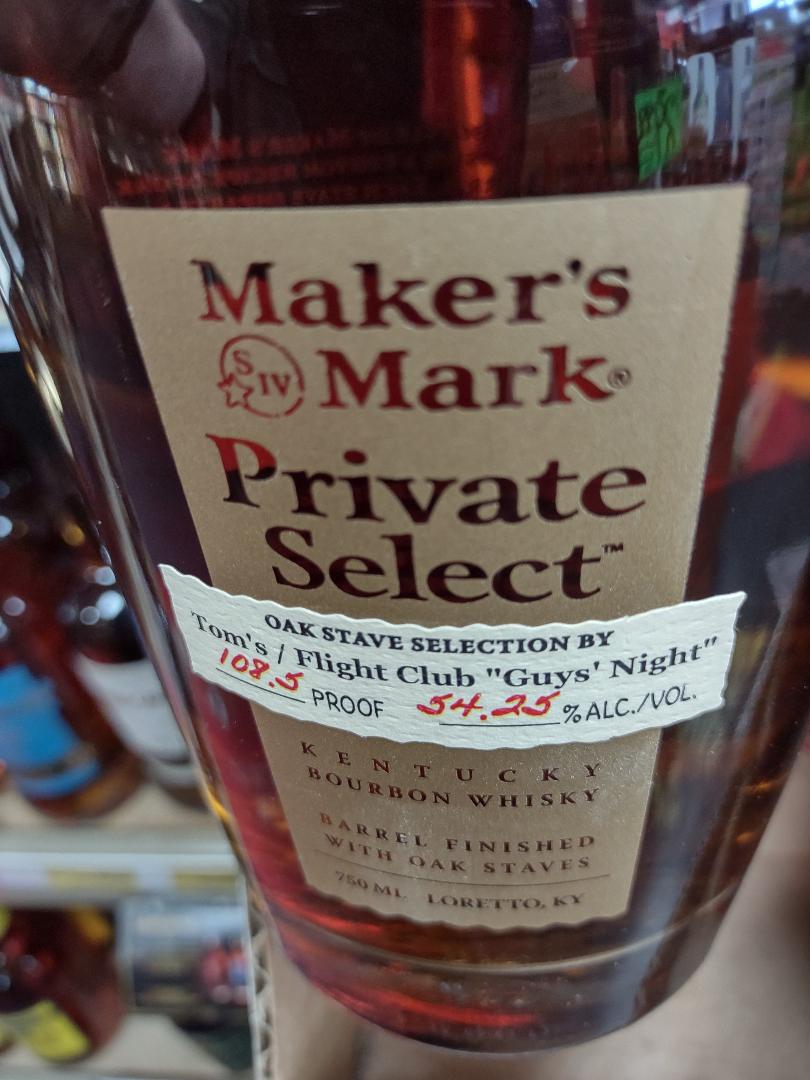 Maker's
S IV Mark®
Private
Select™
OAK STAVE SELECTION BY
Tom's / Flight Club "Guys' Night"
108.5 PROOF 54.25 % ALC./VOL.
KENTUCKY
BOURBON WHISKY
BARREL FINISHED
WITH OAK STAVES
750 ML LORETTO, KY